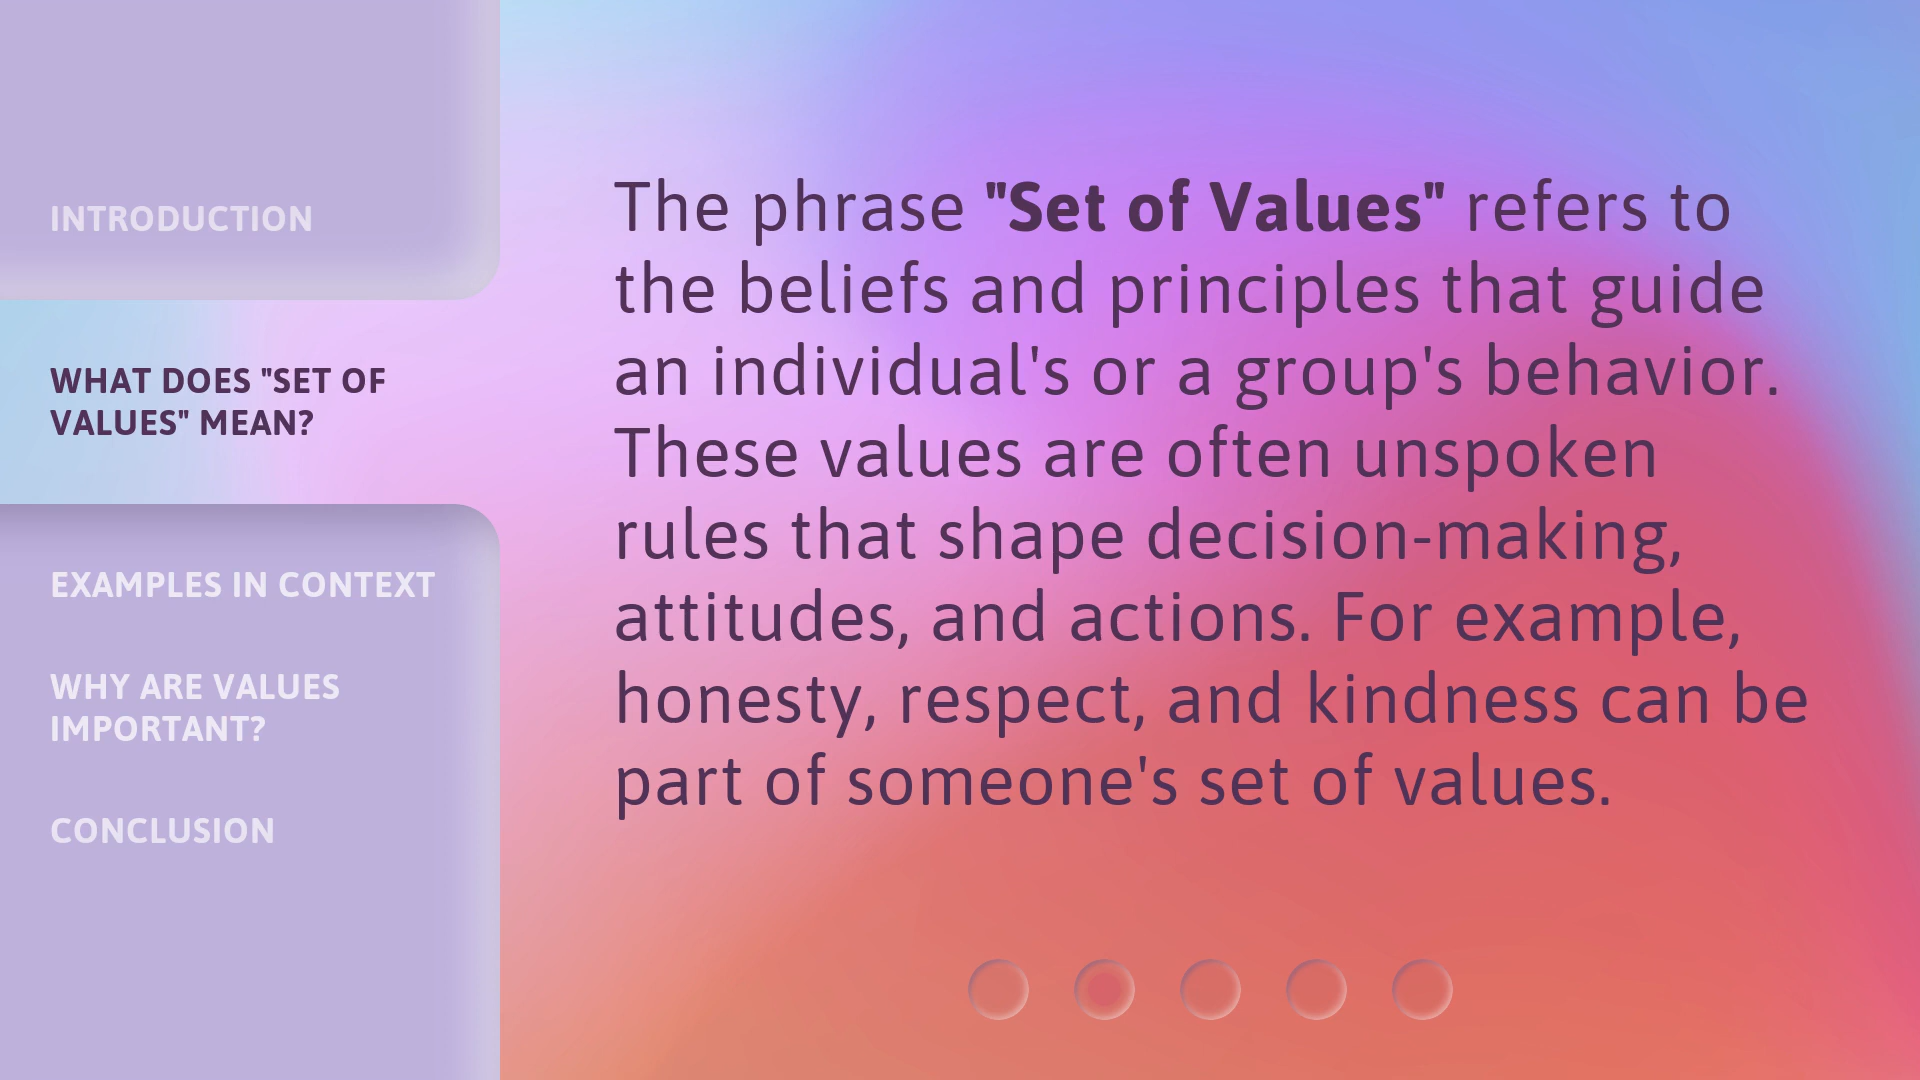 INTRODUCTION
WHAT DOES "SET OF
VALUES" MEAN?
EXAMPLES IN CONTEXT
WHY ARE VALUES
IMPORTANT?
CONCLUSION
The phrase "Set of Values" refers to
the beliefs and principles that guide
an individual's or a group's behavior.
These values are often unspoken
rules that shape decision-making,
attitudes, and actions. For example,
honesty, respect, and kindness can be
part of someone's set of values.